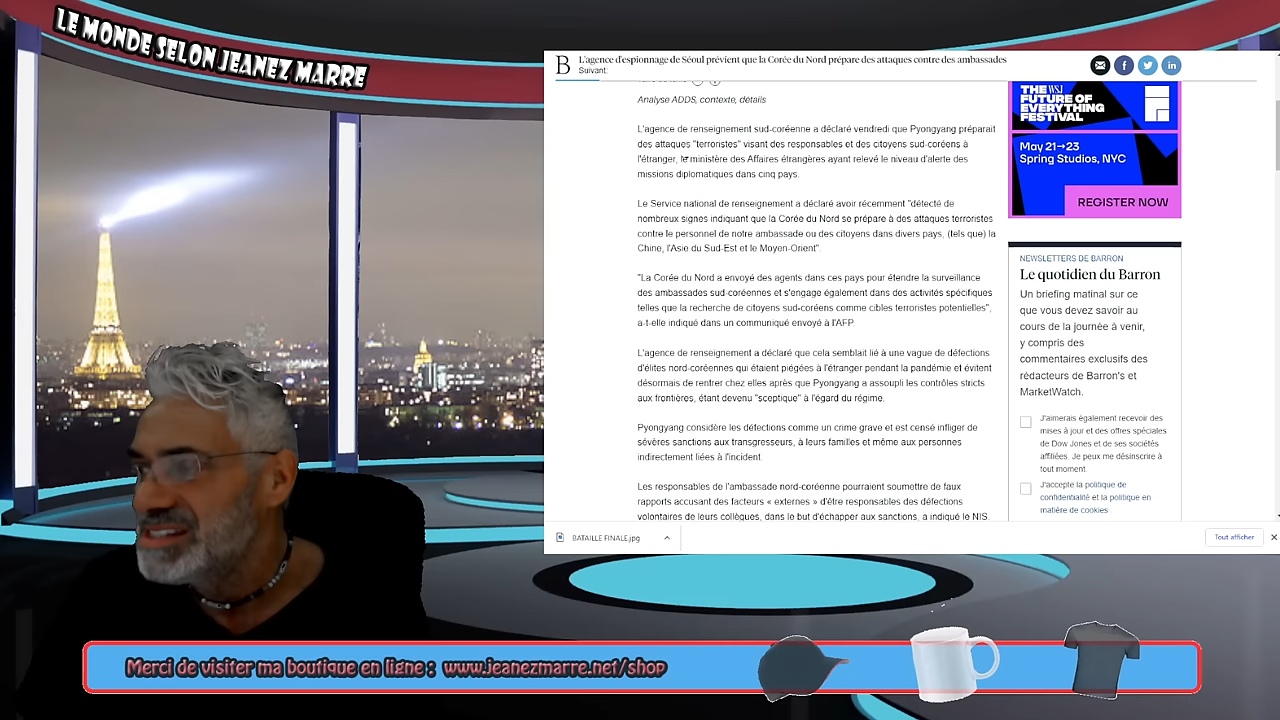 LE MONDE SELON JEANEZ MARRE
B
L'agence d'espionnage de Séoul prévient que la Corée du Nord prépare des attaques contre des ambassades
Suivant:
Analyse ADDS, contexte, détails
L'agence de renseignement sud-coréenne a déclaré vendredi que Pyongyang préparait
des attaques "terroristes" visant des responsables et des citoyens sud-coréens à
l'étranger, le ministère des Affaires étrangères ayant relevé le niveau d'alerte des
missions diplomatiques dans cinq pays.
Le Service national de renseignement a déclaré avoir récemment "détecté de
nombreux signes indiquant que la Corée du Nord se prépare à des attaques terroristes
contre le personnel de notre ambassade ou des citoyens dans divers pays, (tels que) la
Chine, l'Asie du Sud-Est et le Moyen-Orient".
"La Corée du Nord a envoyé des agents dans ces pays pour étendre la surveillance
des ambassades sud-coréennes et s'engage également dans des activités spécifiques
telles que la recherche de citoyens sud-coréens comme cibles terroristes potentielles",
a-t-elle indiqué dans un communiqué envoyé à l'AFP.
L'agence de renseignement a déclaré que cela semblait lié à une vague de défections
d'élites nord-coréennes qui étaient piégées à l'étranger pendant la pandémie et évitent
désormais de rentrer chez elles après que Pyongyang a assoupli les contrôles stricts
aux frontières, étant devenu "sceptique" à l'égard du régime.
Pyongyang considère les défections comme un crime grave et est censé infliger de
sévères sanctions aux transgresseurs, à leurs familles et même aux personnes
indirectement liées à l'incident.
Les responsables de l'ambassade nord-coréenne pourraient soumettre de faux
rapports accusant des facteurs « externes » d'être responsables des défections
volontaires de leurs collègues, dans le but d'échapper aux sanctions, a indiqué le NIS.
THE WSJ
FUTURE OF
EVERYTHING
FESTIVAL
May 21→23
Spring Studios, NYC
REGISTER NOW
NEWSLETTERS DE BARRON
Le quotidien du Barron
Un briefing matinal sur ce
que vous devez savoir au
cours de la journée à venir,
y compris des
commentaires exclusifs des
rédacteurs de Barron's et
MarketWatch.
J'aimerais également recevoir des
mises à jour et des offres spéciales
de Dow Jones et de ses sociétés
affiliées. Je peux me désinscrire à
tout moment.
J'accepte la politique de
confidentialité et la politique en
matière de cookies
BATAILLE FINALE.jpg
Tout afficher
Merci de visiter ma boutique en ligne : www.jeanezmarre.net/shop